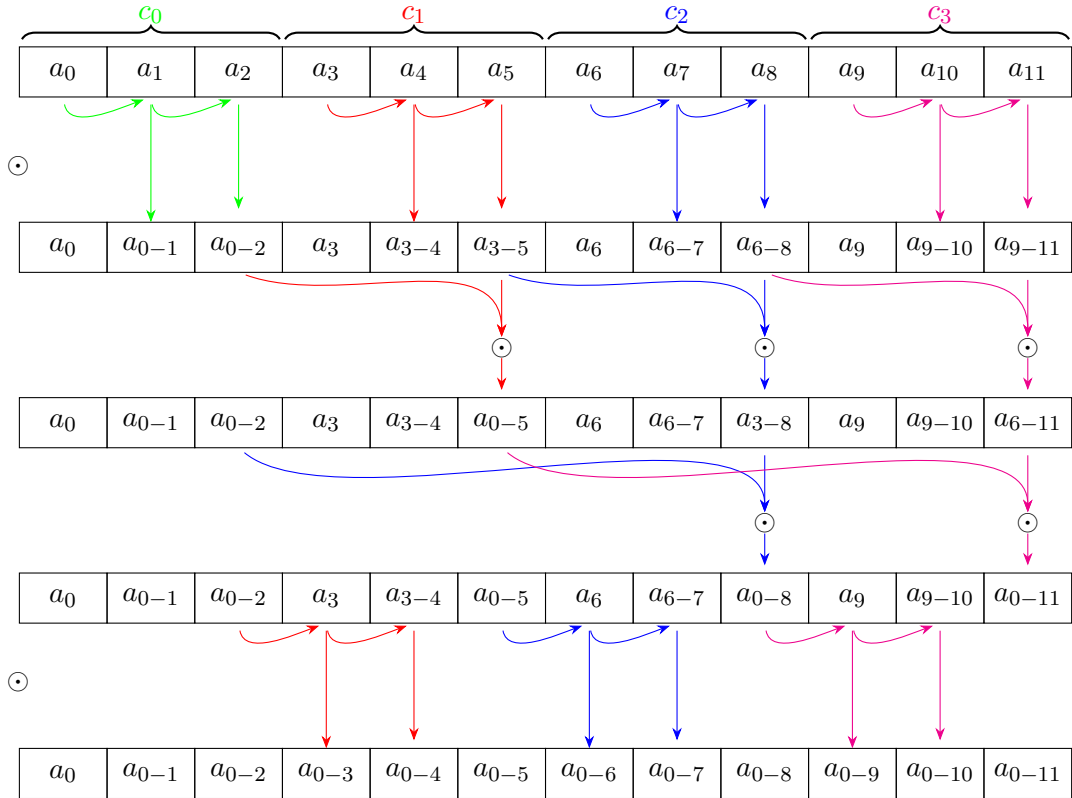 c₀ c₁ c₂ c₃
a₀ a₁ a₂ a₃ a₄ a₅ a₆ a₇ a₈ a₉ a₁₀ a₁₁
⊙
a₀ a₀₋₁ a₀₋₂ a₃ a₃₋₄ a₃₋₅ a₆ a₆₋₇ a₆₋₈ a₉ a₉₋₁₀ a₉₋₁₁
⊙ ⊙ ⊙
a₀ a₀₋₁ a₀₋₂ a₃ a₃₋₄ a₀₋₅ a₆ a₆₋₇ a₃₋₈ a₉ a₉₋₁₀ a₆₋₁₁
⊙ ⊙
a₀ a₀₋₁ a₀₋₂ a₃ a₃₋₄ a₀₋₅ a₆ a₆₋₇ a₀₋₈ a₉ a₉₋₁₀ a₀₋₁₁
⊙
a₀ a₀₋₁ a₀₋₂ a₀₋₃ a₀₋₄ a₀₋₅ a₀₋₆ a₀₋₇ a₀₋₈ a₀₋₉ a₀₋₁₀ a₀₋₁₁